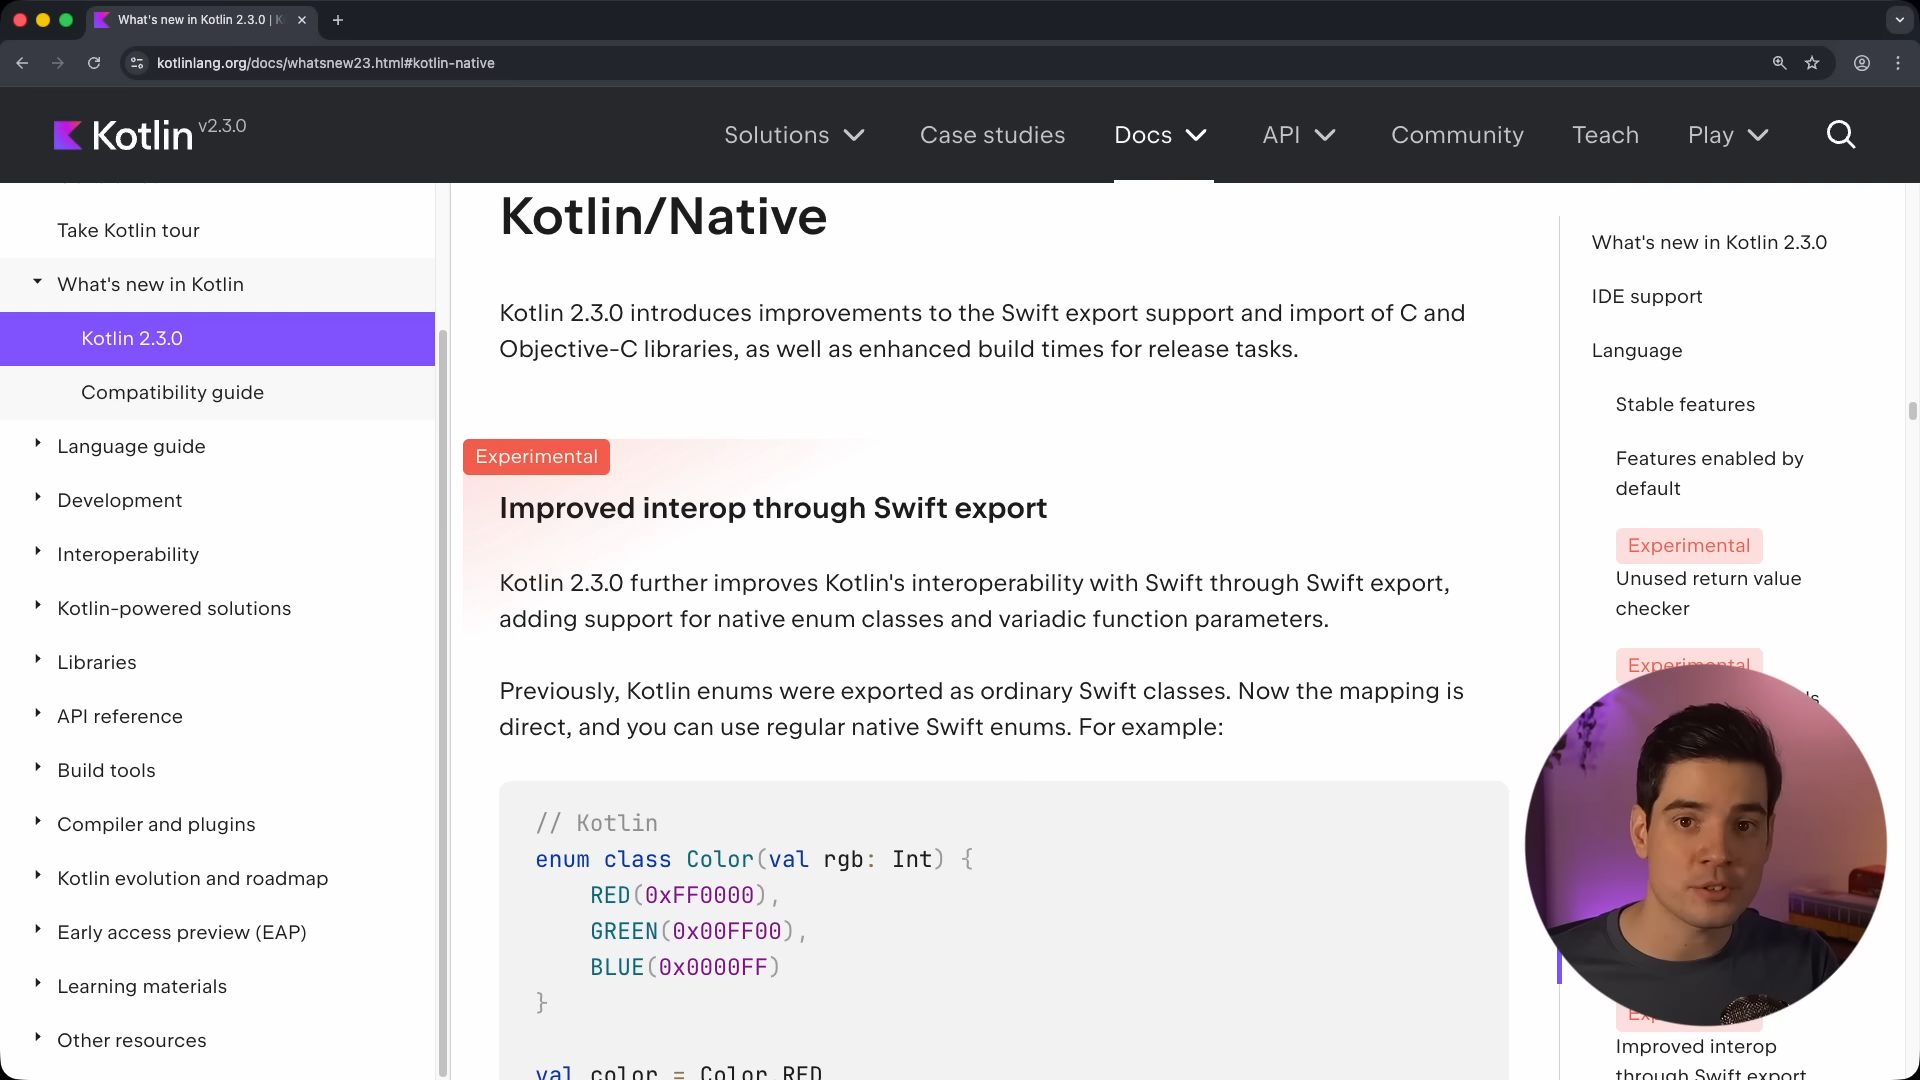 What's new in Kotlin 2.3.0 |
kotlinlang.org/docs/whatsnew23.html#kotlin-native
Kotlin v2.3.0
Solutions
Case studies
Docs
API
Community
Teach
Play
Take Kotlin tour
What's new in Kotlin
Kotlin 2.3.0
Compatibility guide
Language guide
Development
Interoperability
Kotlin-powered solutions
Libraries
API reference
Build tools
Compiler and plugins
Kotlin evolution and roadmap
Early access preview (EAP)
Learning materials
Other resources
Kotlin/Native
Kotlin 2.3.0 introduces improvements to the Swift export support and import of C and
Objective-C libraries, as well as enhanced build times for release tasks.
Experimental
Improved interop through Swift export
Kotlin 2.3.0 further improves Kotlin's interoperability with Swift through Swift export,
adding support for native enum classes and variadic function parameters.
Previously, Kotlin enums were exported as ordinary Swift classes. Now the mapping is
direct, and you can use regular native Swift enums. For example:
// Kotlin
enum class Color(val rgb: Int) {
RED(0xFF0000),
GREEN(0x00FF00),
BLUE(0x0000FF)
}
val color = Color.RED
What's new in Kotlin 2.3.0
IDE support
Language
Stable features
Features enabled by
default
Experimental
Unused return value
checker
Experimental
Improved interop
through Swift export